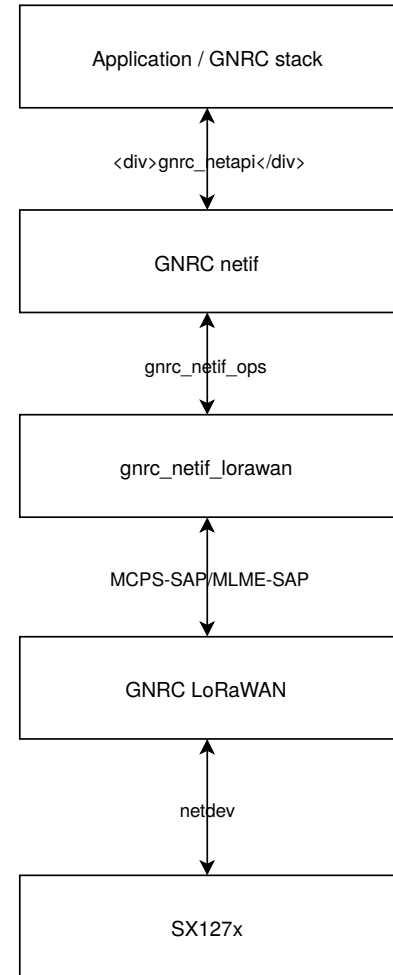 Application / GNRC stack
<div>gnrc_netapi</div>
GNRC netif
gnrc_netif_ops
gnrc_netif_lorawan
MCPS-SAP/MLME-SAP
GNRC LoRaWAN
netdev
SX127x